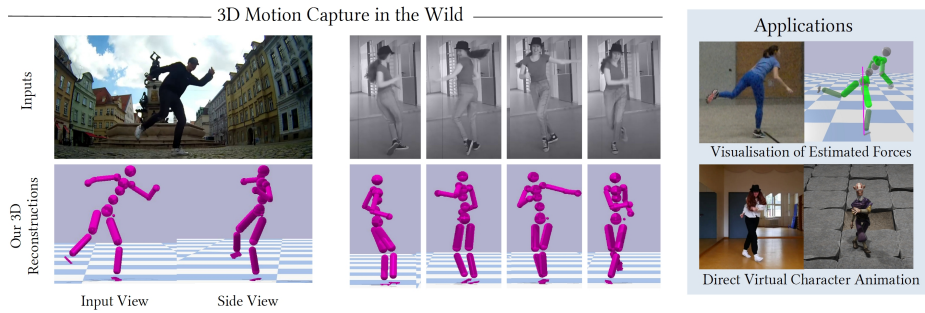 3D Motion Capture in the Wild
Inputs
Our 3D
Reconstructions
Input View
Side View
Applications
Visualisation of Estimated Forces
Direct Virtual Character Animation